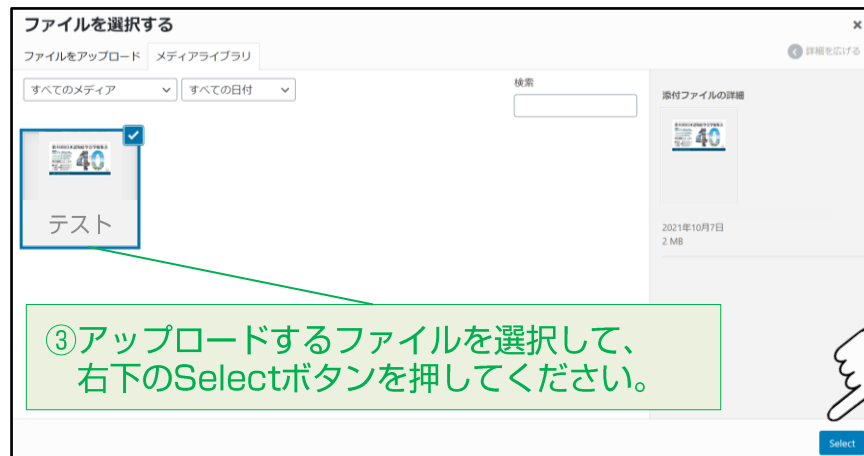 ファイルを選択する
×
ファイルをアップロード メディアライブラリ
詳細を広げる
すべてのメディア すべての日付
検索
添付ファイルの詳細
40
40
テスト
2021年10月7日
2 MB
③アップロードするファイルを選択して、
右下のSelectボタンを押してください。
Select